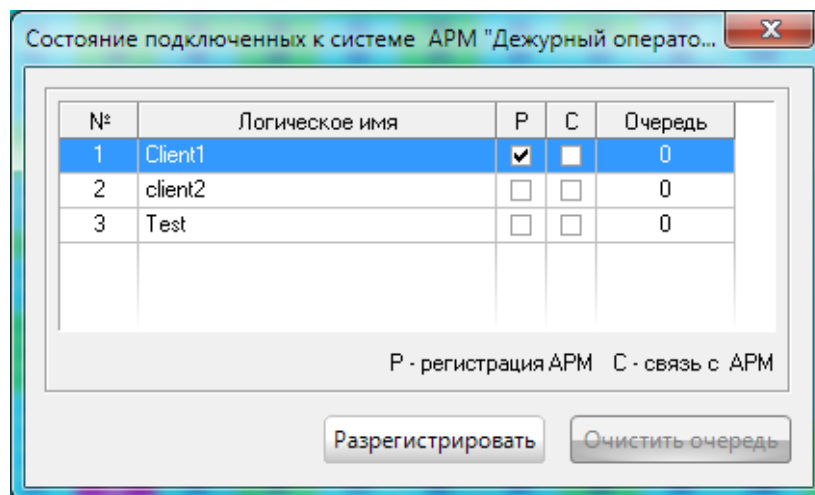 Состояние подключенных к системе АРМ "Дежурный операто...
№ Логическое имя Р С Очередь
1 Client1 0
2 client2 0
3 Test 0
Р - регистрация АРМ С - связь с АРМ
Разрегистрировать Очистить очередь